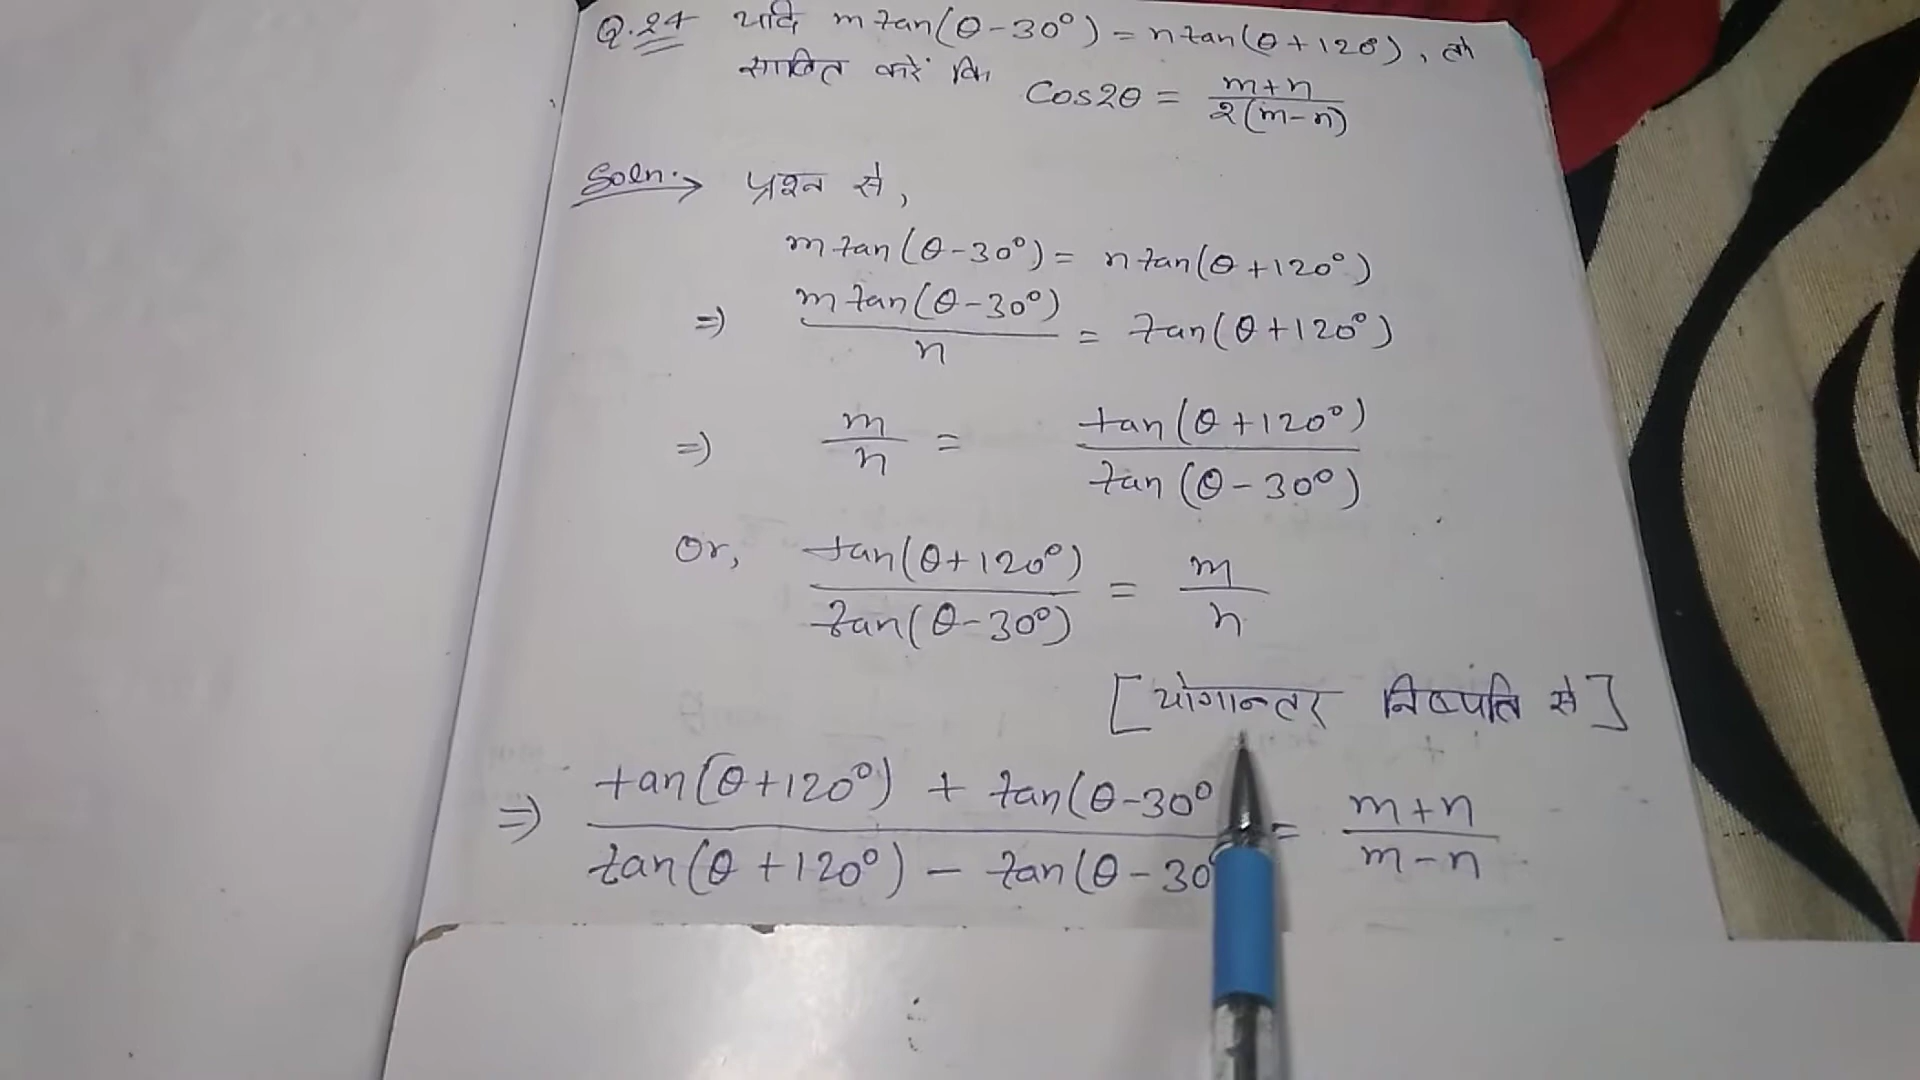 Q.24 यदि m tan(θ-30°) = n tan(θ+120°), तो
साबित करें कि Cos2θ = m+n / 2(m-n)
Soln. → प्रश्न से,
m tan(θ-30°) = n tan(θ+120°)
⇒ m tan(θ-30°) / n = tan(θ+120°)
⇒ m/n = tan(θ+120°) / tan(θ-30°)
Or, tan(θ+120°) / tan(θ-30°) = m/n
[योगान्तर निष्पति से]
⇒ tan(θ+120°) + tan(θ-30° / tan(θ+120°) - tan(θ-30 = m+n / m-n